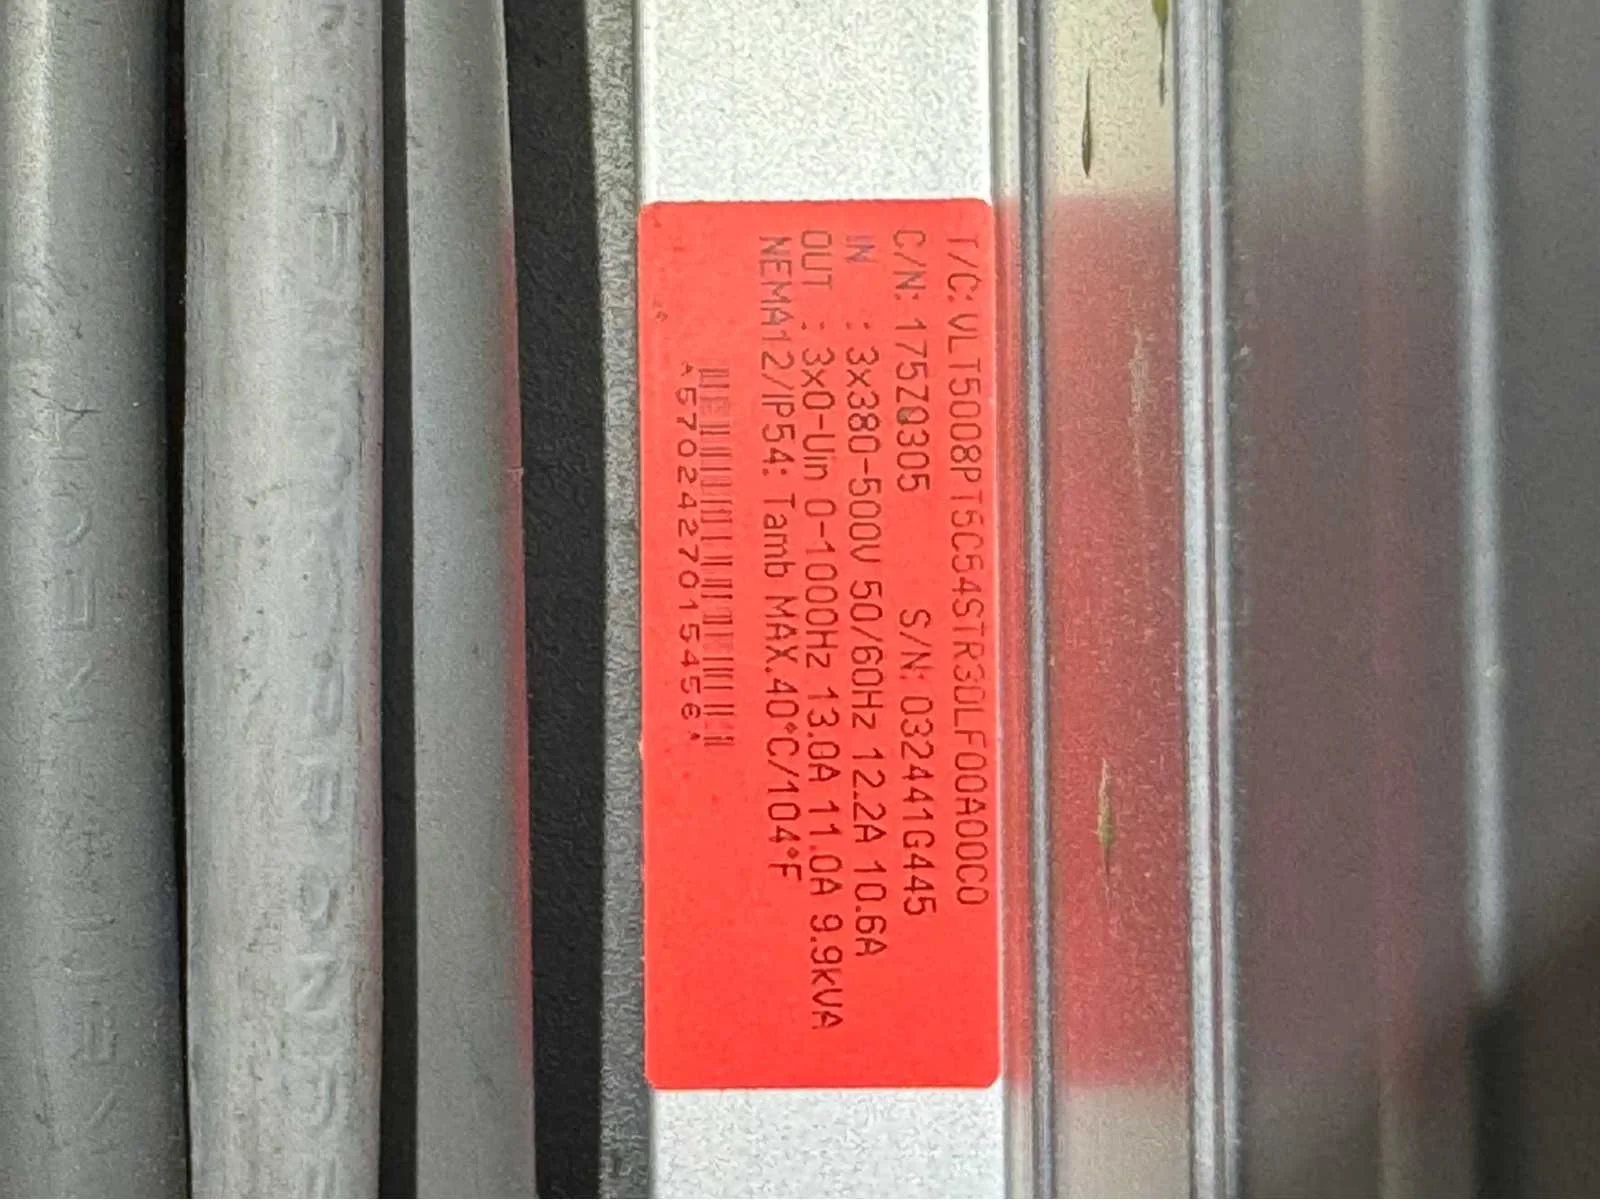 T/C: VLT5008PT5C54STR3DLF00A00C0
C/N: 175Z0305 S/N: 032441G445
IN : 3x380-500V 50/60Hz 12.2A 10.6A
OUT : 3x0-Uin 0-1000Hz 13.0A 11.0A 9.9kVA
NEMA12/IP54: Tamb MAX.40°C/104°F
*5702427015456*